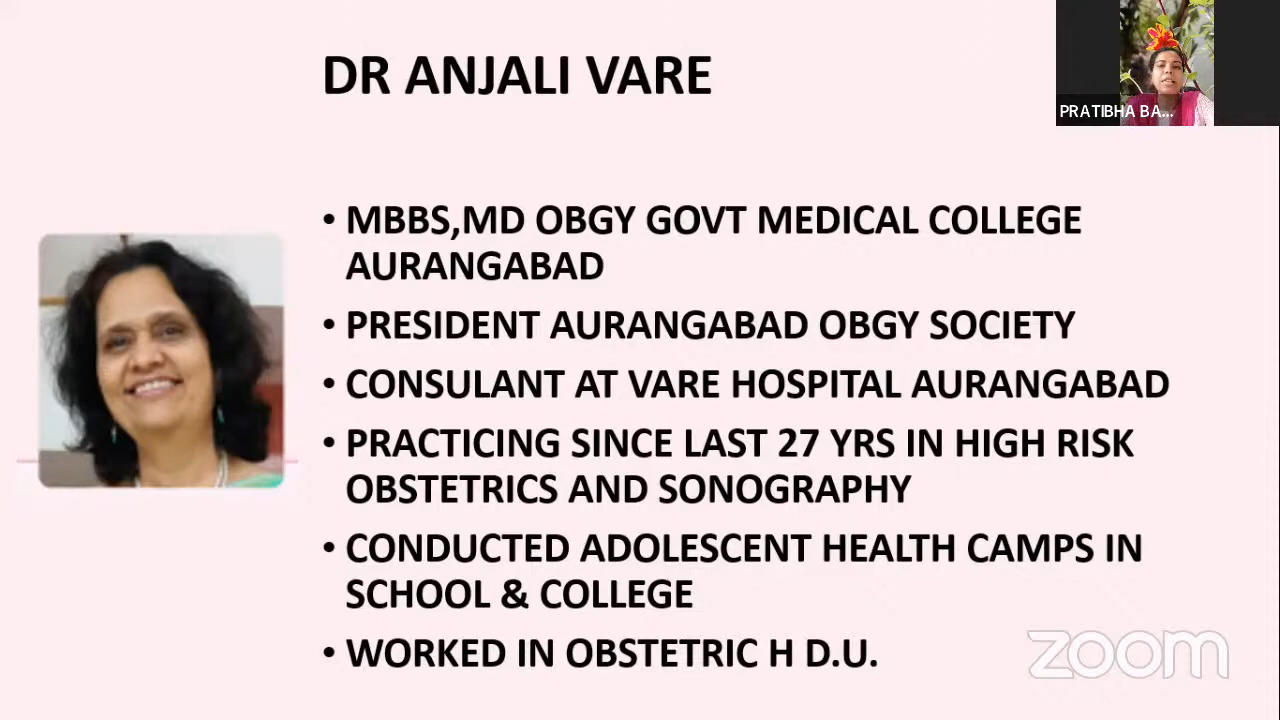 DR ANJALI VARE
PRATIBHA BA...
• MBBS,MD OBGY GOVT MEDICAL COLLEGE
AURANGABAD
• PRESIDENT AURANGABAD OBGY SOCIETY
• CONSULANT AT VARE HOSPITAL AURANGABAD
• PRACTICING SINCE LAST 27 YRS IN HIGH RISK
OBSTETRICS AND SONOGRAPHY
• CONDUCTED ADOLESCENT HEALTH CAMPS IN
SCHOOL & COLLEGE
• WORKED IN OBSTETRIC H D.U.
zoom